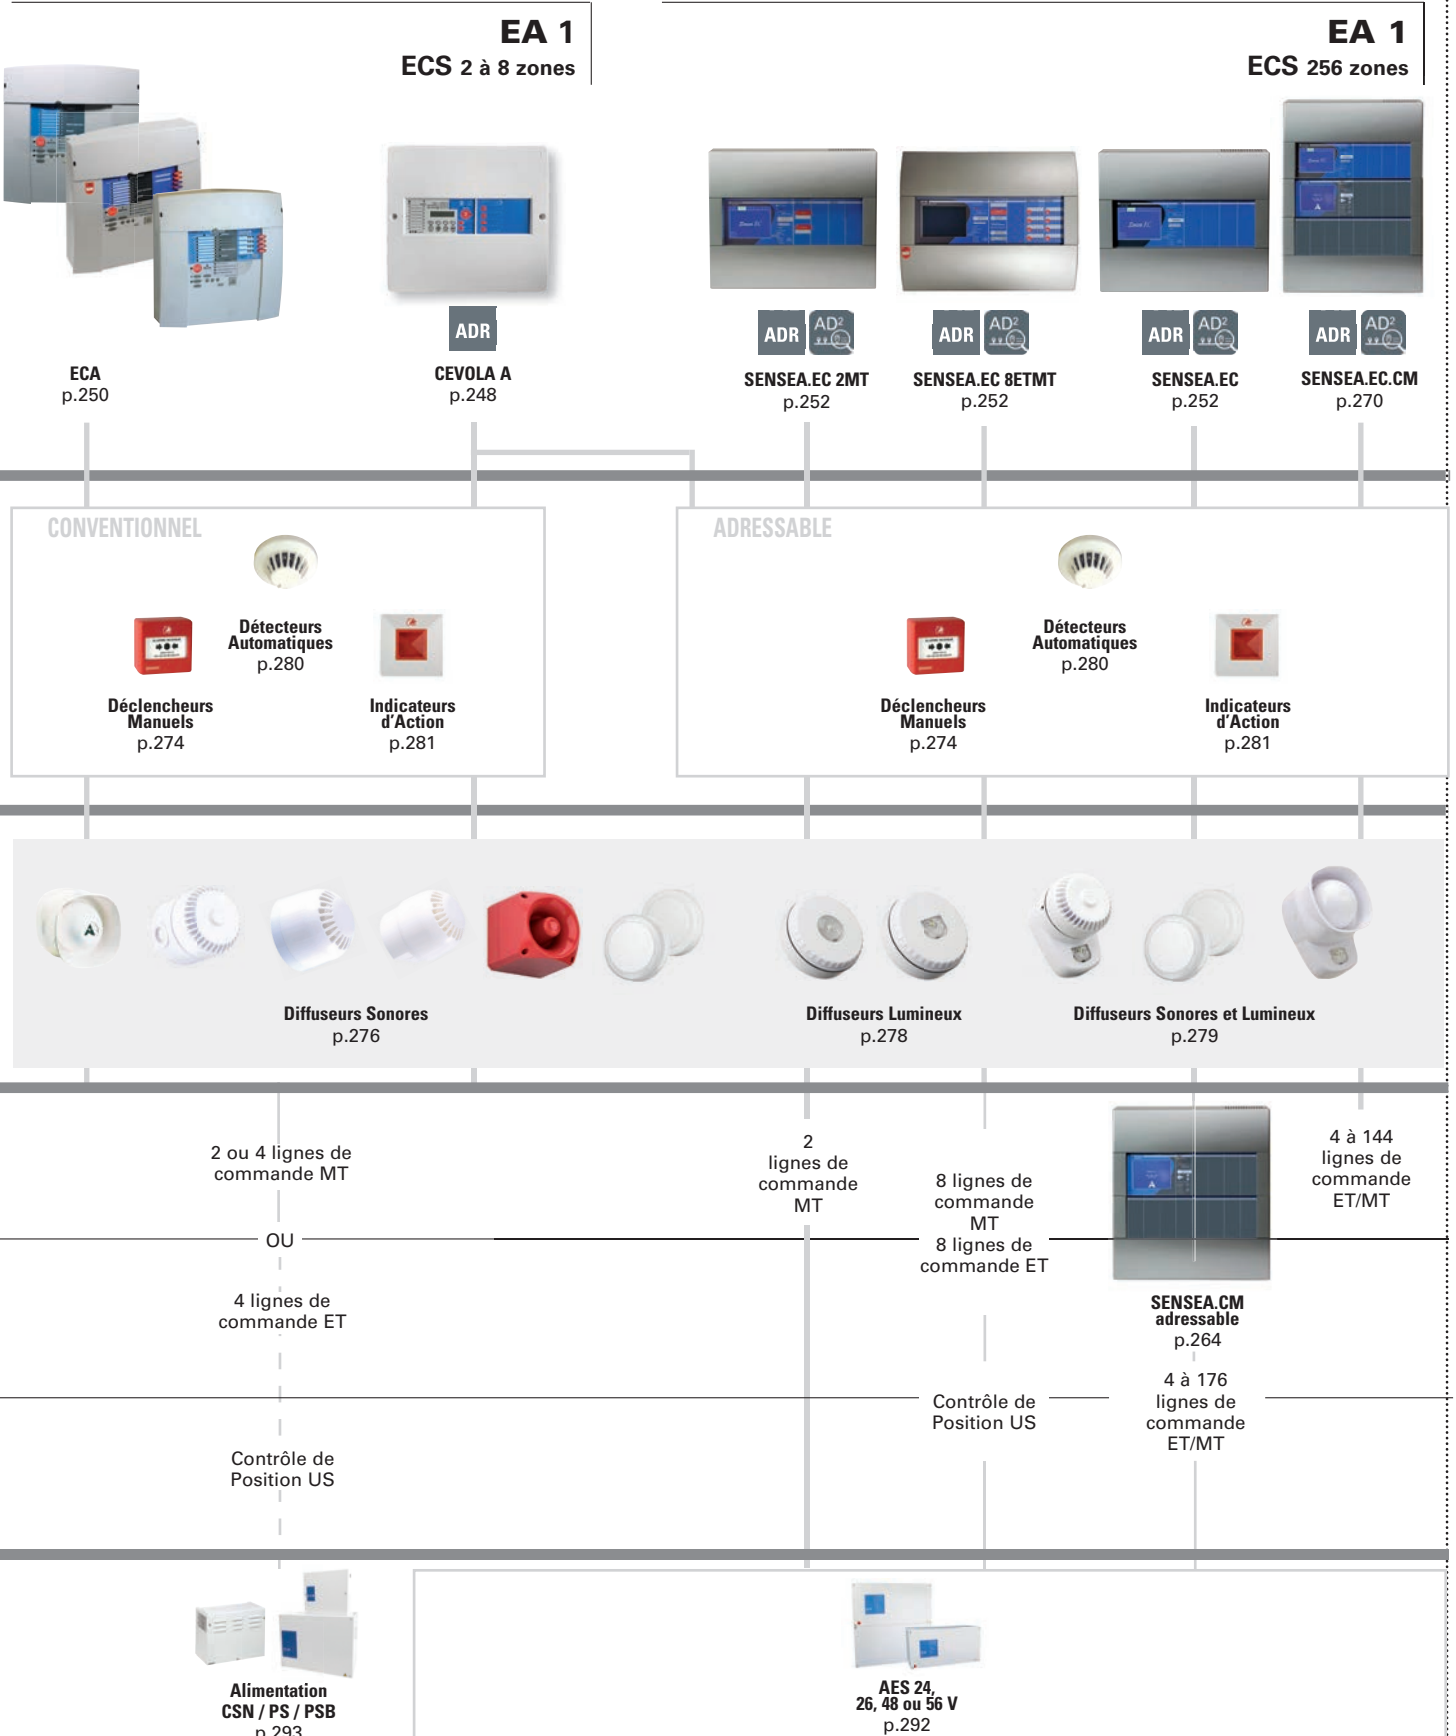 EA 1
ECS 2 à 8 zones
EA 1
ECS 256 zones
ADR
ADR
AD²
ADR
AD²
ADR
AD²
ADR
AD²
ECA
p.250
CEVOLA A
p.248
SENSEA.EC 2MT
p.252
SENSEA.EC 8ETMT
p.252
SENSEA.EC
p.252
SENSEA.EC.CM
p.270
CONVENTIONNEL
Détecteurs
Automatiques
p.280
Déclencheurs
Manuels
p.274
Indicateurs
d'Action
p.281
ADRESSABLE
Détecteurs
Automatiques
p.280
Déclencheurs
Manuels
p.274
Indicateurs
d'Action
p.281
Diffuseurs Sonores
p.276
Diffuseurs Lumineux
p.278
Diffuseurs Sonores et Lumineux
p.279
2 ou 4 lignes de
commande MT
OU
4 lignes de
commande ET
Contrôle de
Position US
2
lignes de
commande
MT
8 lignes de
commande
MT
8 lignes de
commande ET
Contrôle de
Position US
SENSEA.CM
adressable
p.264
4 à 176
lignes de
commande
ET/MT
4 à 144
lignes de
commande
ET/MT
Alimentation
CSN / PS / PSB
p.293
AES 24,
26, 48 ou 56 V
p.292